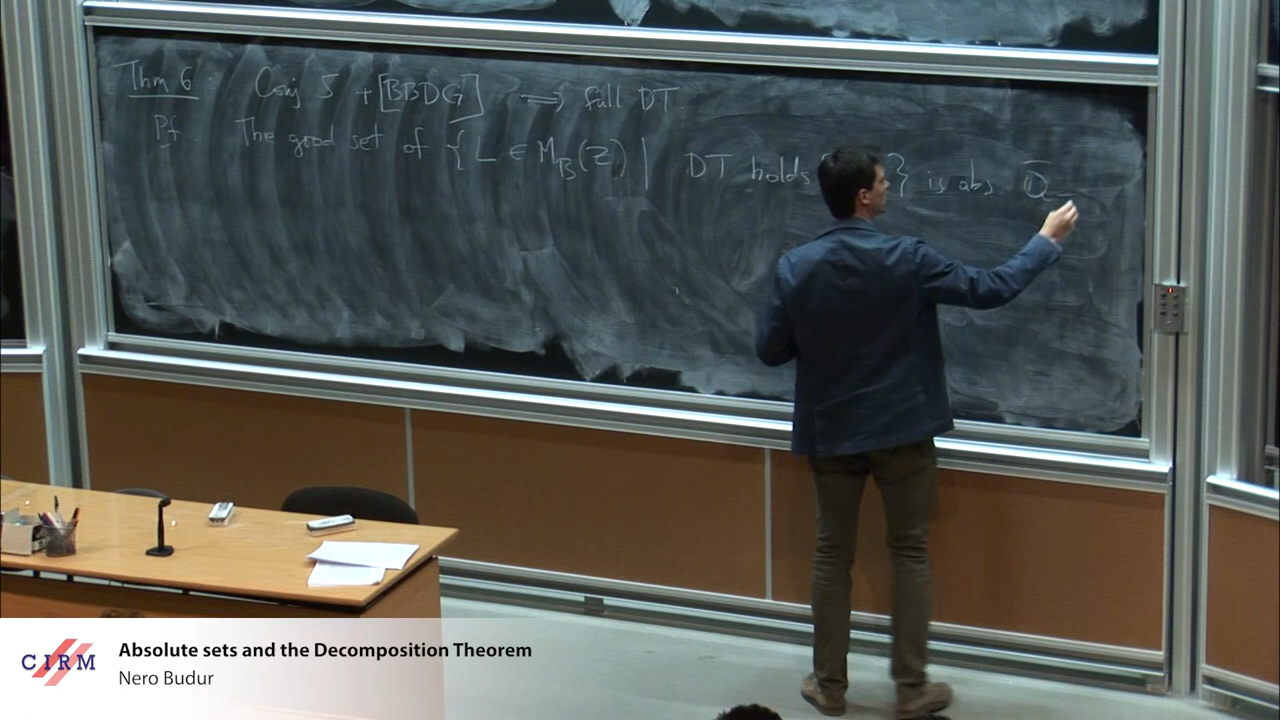 Thm 6 : Conj 5 + [BBDG] ⟹ full DT.
Pf. The good set of {L ∈ M_B(Z) | DT holds } is abs. Q̄ -
CIRM
Absolute sets and the Decomposition Theorem
Nero Budur